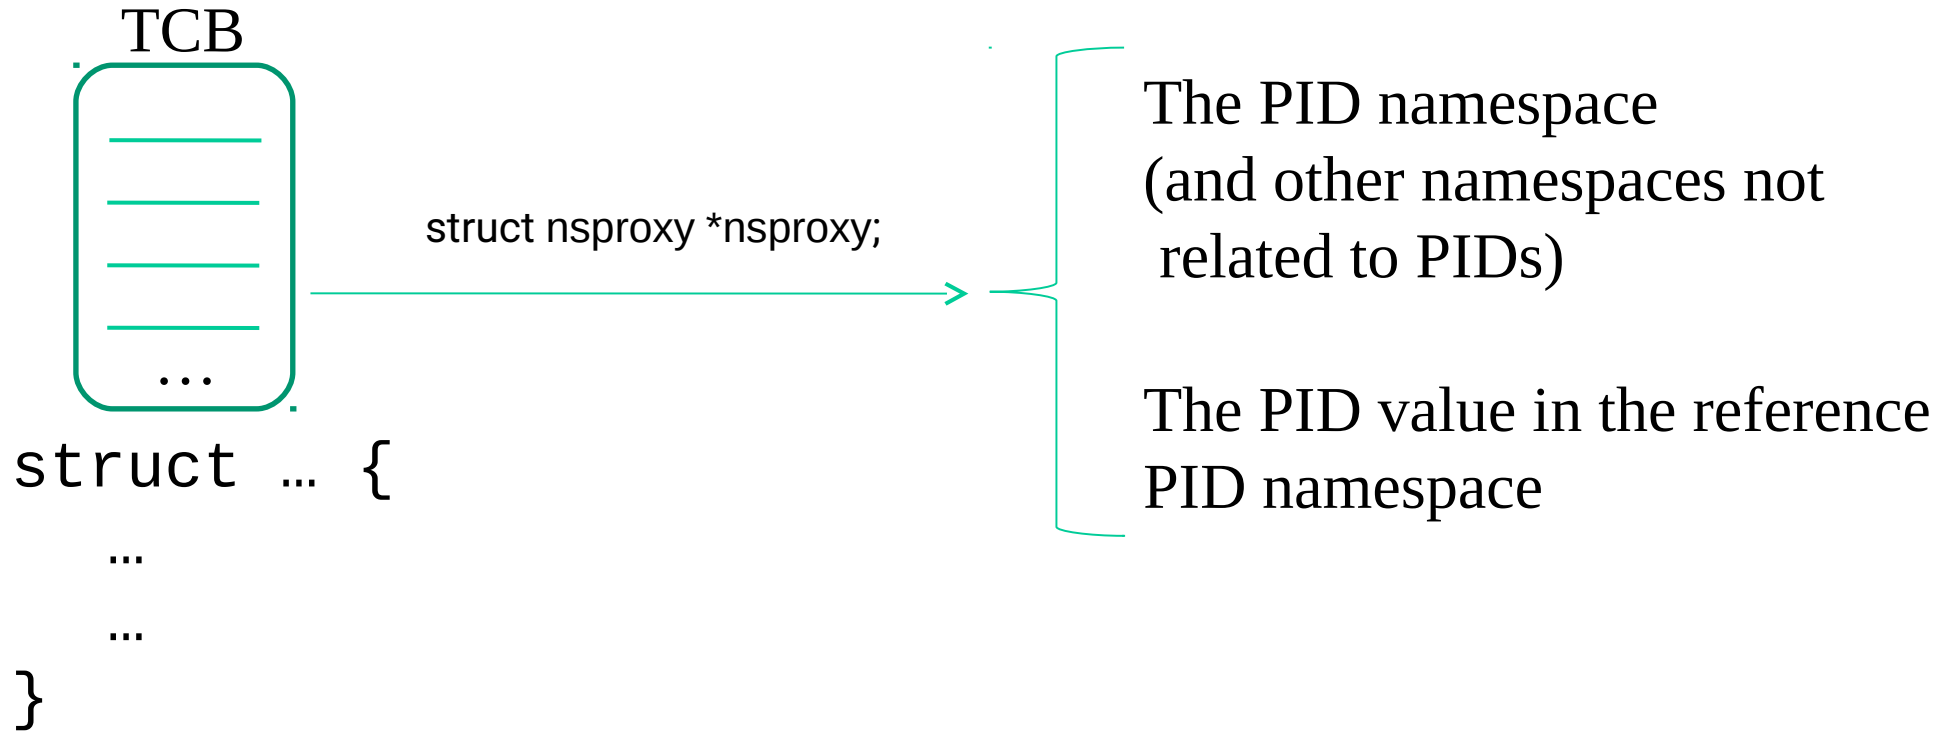 TCB
…
struct … {
…
…
}
struct nsproxy *nsproxy;
The PID namespace
(and other namespaces not
related to PIDs)
The PID value in the reference
PID namespace